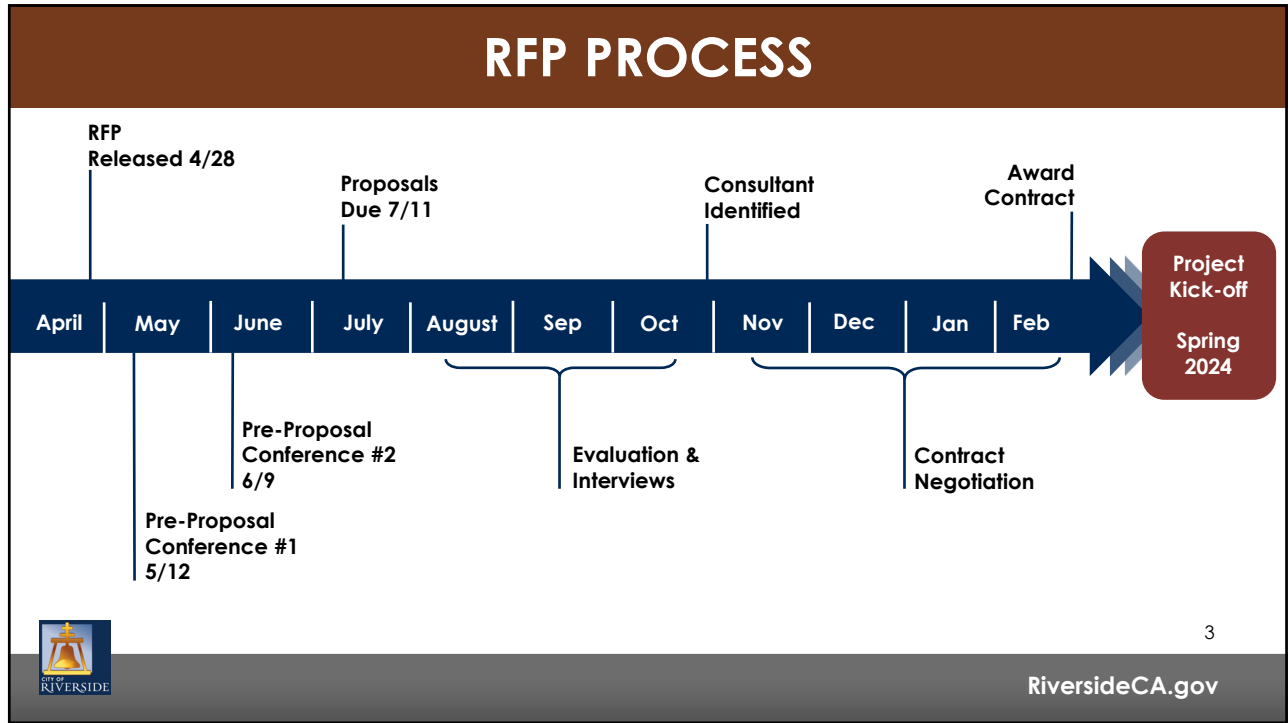 RFP PROCESS
RFP
Released 4/28
Proposals
Due 7/11
Consultant
Identified
Award
Contract
April
May
June
July
August
Sep
Oct
Nov
Dec
Jan
Feb
Project
Kick-off
Spring
2024
Pre-Proposal
Conference #2
6/9
Evaluation &
Interviews
Contract
Negotiation
Pre-Proposal
Conference #1
5/12
3
CITY OF
RIVERSIDE
RiversideCA.gov